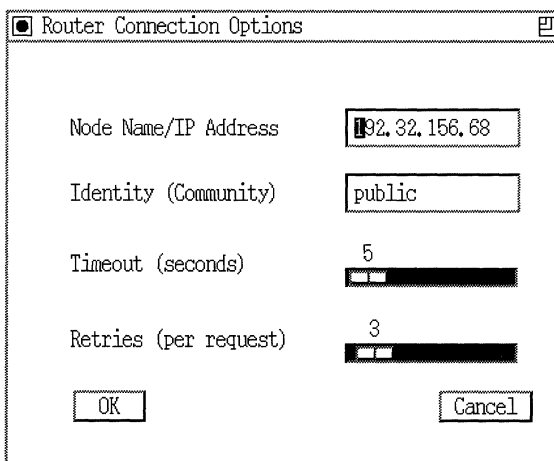 Router Connection Options
Node Name/IP Address 192.32.156.68
Identity (Community) public
Timeout (seconds) 5
Retries (per request) 3
OK Cancel